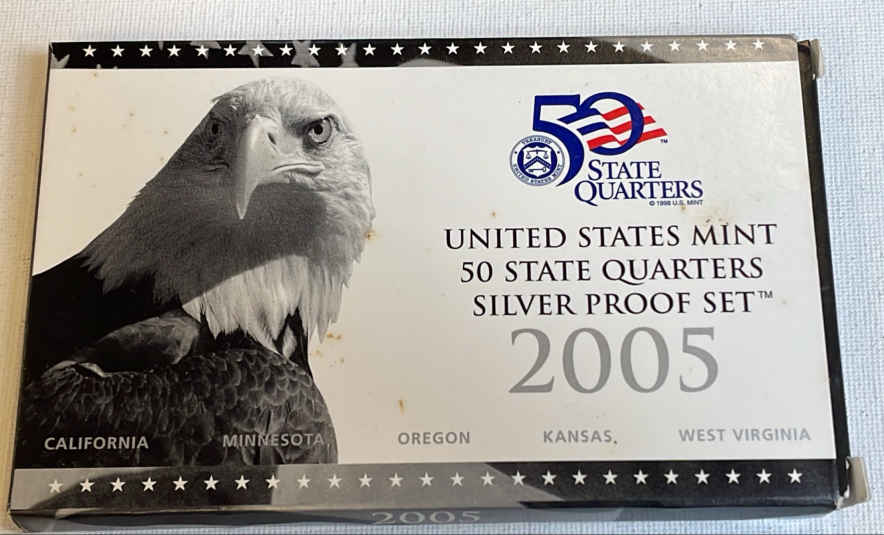 50
STATE
QUARTERS
™
© 1998 U.S. MINT
UNITED STATES MINT
50 STATE QUARTERS
SILVER PROOF SET™
2005
CALIFORNIA MINNESOTA OREGON KANSAS WEST VIRGINIA
2005